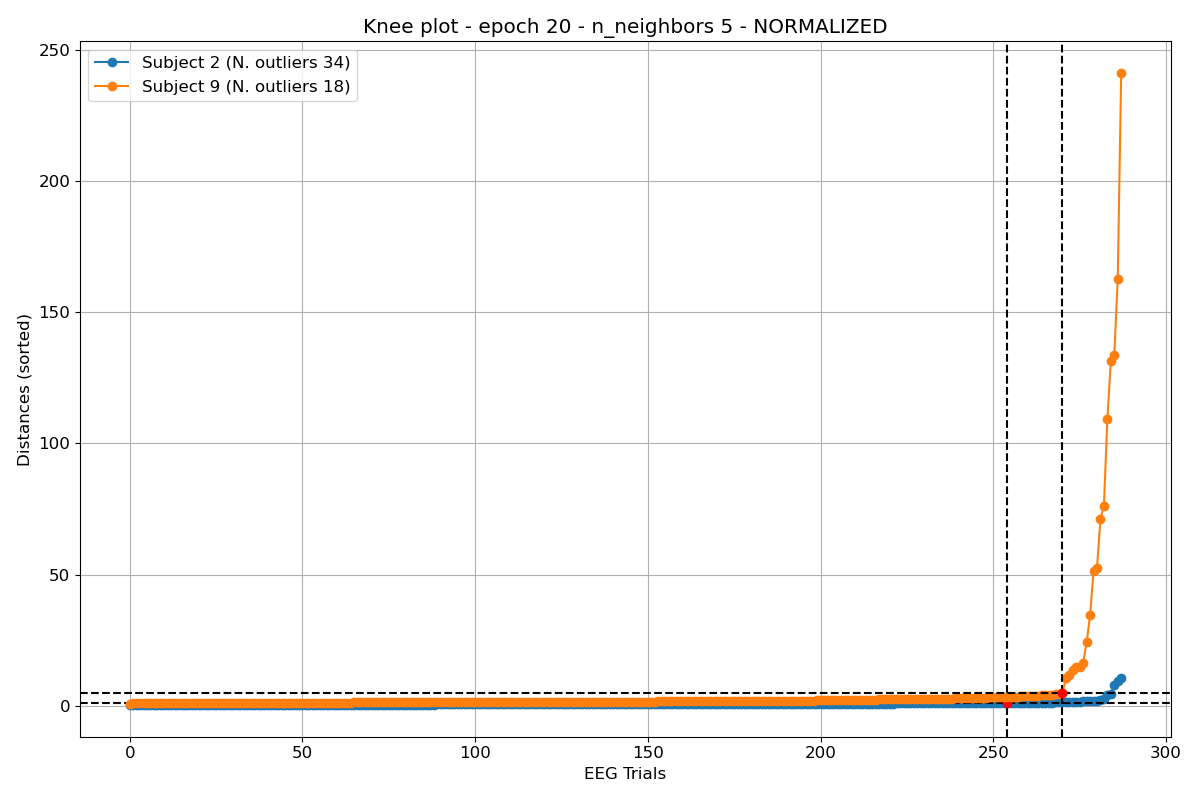 Knee plot - epoch 20 - n_neighbors 5 - NORMALIZED
Subject 2 (N. outliers 34)
Subject 9 (N. outliers 18)
Distances (sorted)
250
200
150
100
50
0
0
50
100
150
200
250
300
EEG Trials